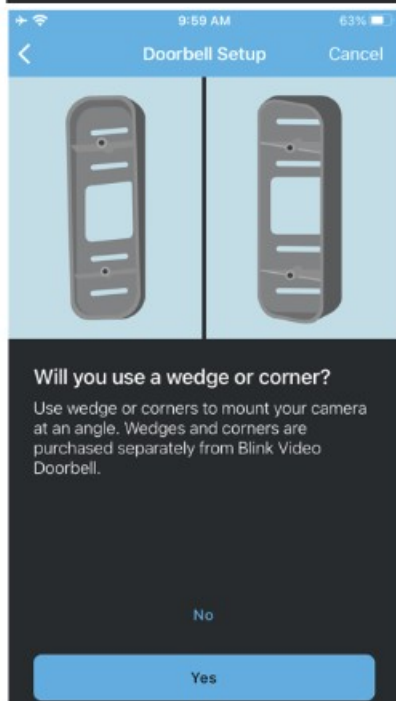 9:59 AM
63%
Doorbell Setup
Cancel
Will you use a wedge or corner?
Use wedge or corners to mount your camera
at an angle. Wedges and corners are
purchased separately from Blink Video
Doorbell.
No
Yes